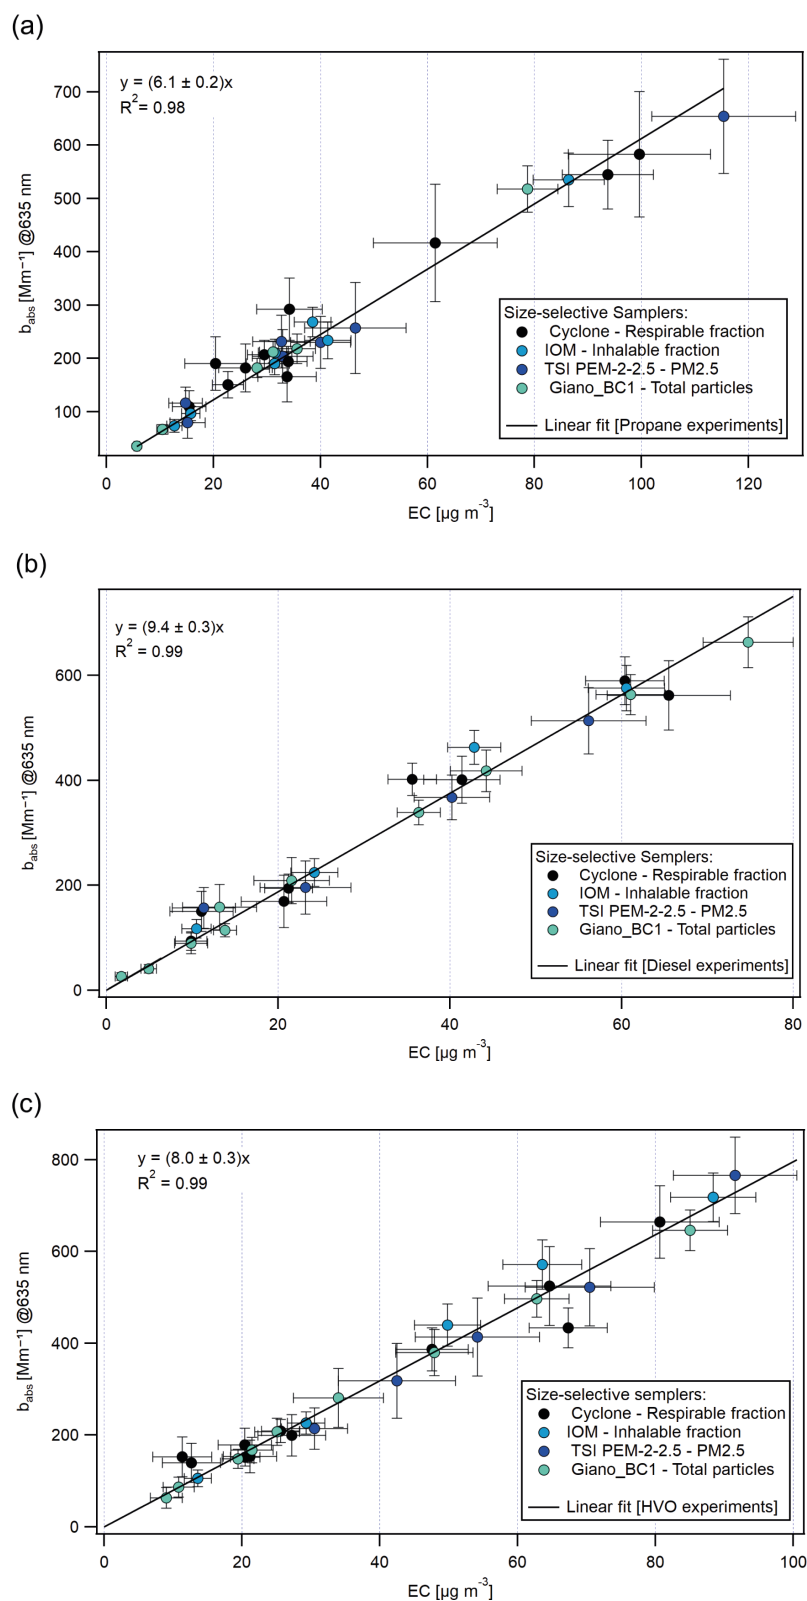 (a)
y = (6.1 ± 0.2)x
R2= 0.98
700
600
500
400
300
200
100
babs [Mm⁻¹] @635 nm
Size-selective Samplers:
Cyclone - Respirable fraction
IOM - Inhalable fraction
TSI PEM-2-2.5 - PM2.5
Giano_BC1 - Total particles
Linear fit [Propane experiments]
0 20 40 60 80 100 120
EC [µg m-3]
(b)
y = (9.4 ± 0.3)x
R2 = 0.99
600
400
200
0
babs [Mm⁻¹] @635 nm
Size-selective Semplers:
Cyclone - Respirable fraction
IOM - Inhalable fraction
TSI PEM-2-2.5 - PM2.5
Giano_BC1 - Total particles
Linear fit [Diesel experiments]
0 20 40 60 80
EC [µg m-3]
(c)
y = (8.0 ± 0.3)x
R2 = 0.99
800
600
400
200
0
babs [Mm⁻¹] @635 nm
Size-selective semplers:
Cyclone - Respirable fraction
IOM - Inhalable fraction
TSI PEM-2-2.5 - PM2.5
Giano_BC1 - Total particles
Linear fit [HVO experiments]
0 20 40 60 80 100
EC [µg m-3]